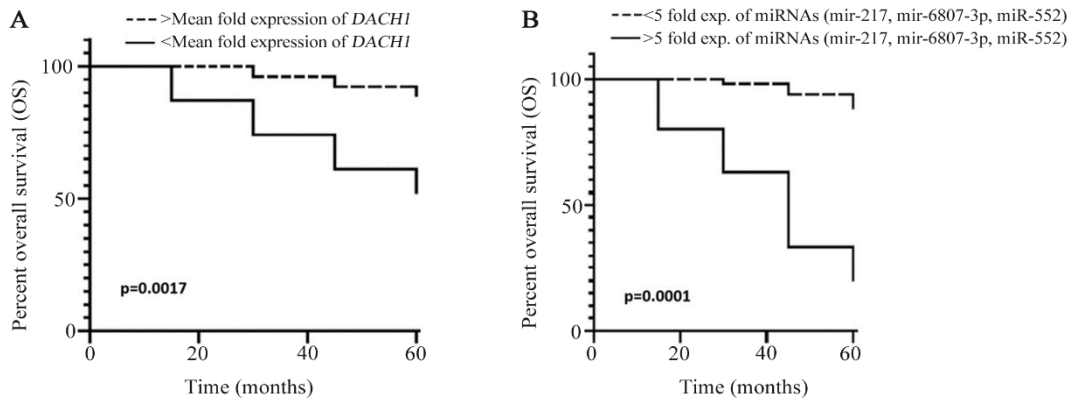 A
>Mean fold expression of DACH1
<Mean fold expression of DACH1
Percent overall survival (OS)
100
50
0
p=0.0017
0 20 40 60
Time (months)
B
<5 fold exp. of miRNAs (mir-217, mir-6807-3p, miR-552)
>5 fold exp. of miRNAs (mir-217, mir-6807-3p, miR-552)
Percent overall survival (OS)
100
50
0
p=0.0001
0 20 40 60
Time (months)